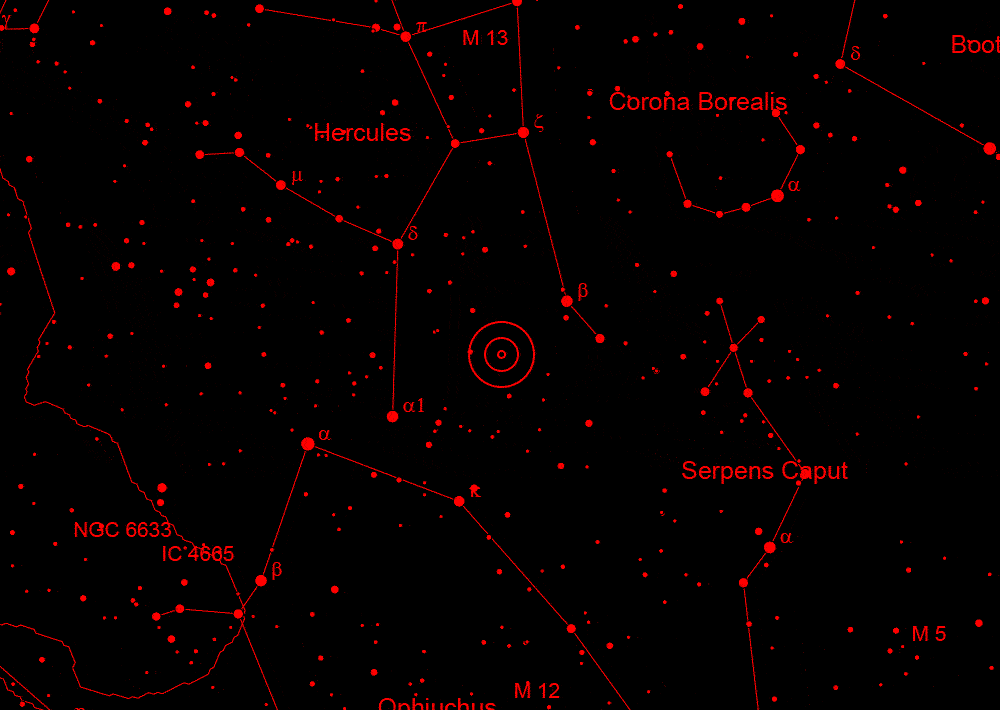 γ
π
M 13
Boot
δ
Corona Borealis
ζ
Hercules
μ
α
δ
β
α1
α
Serpens Caput
κ
NGC 6633
α
IC 4665
β
M 5
M 12
Ophiuchus